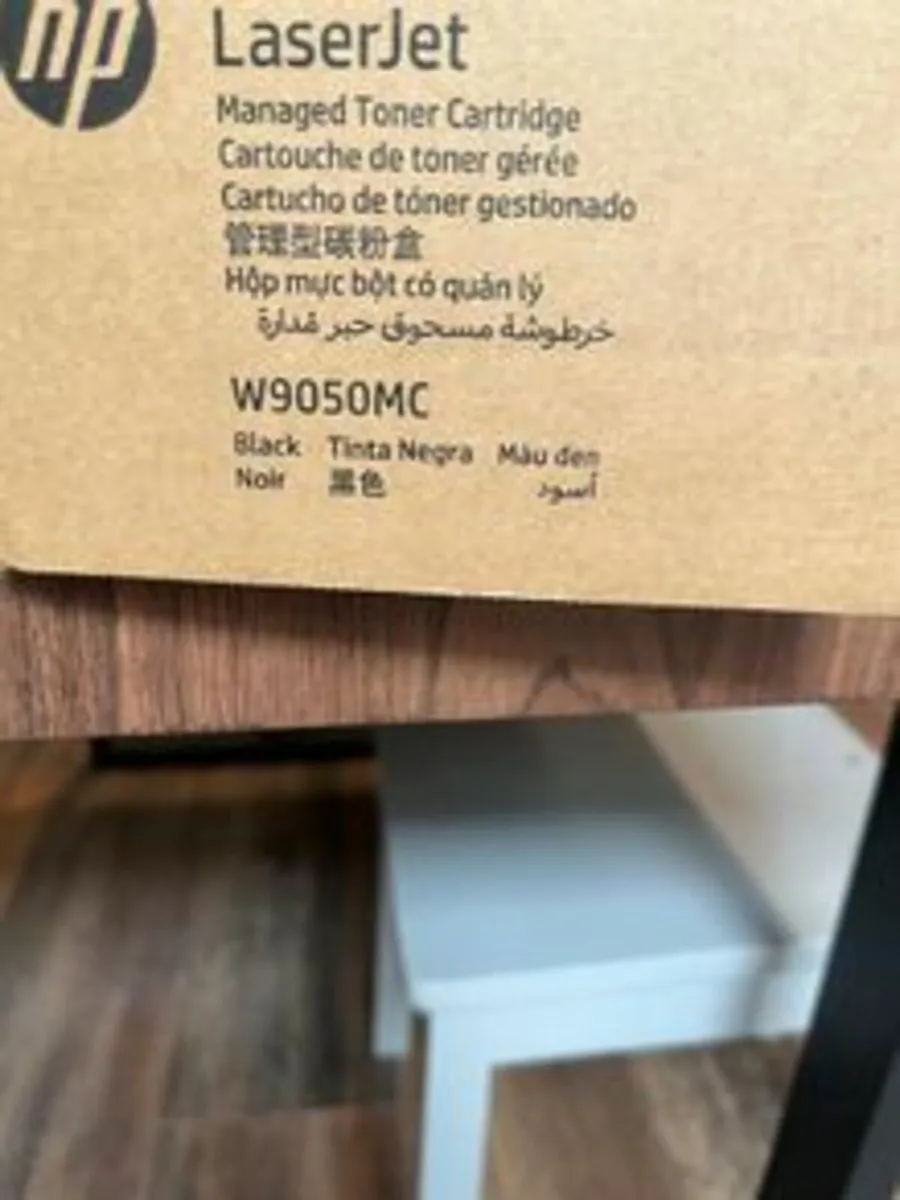 hp
LaserJet
Managed Toner Cartridge
Cartouche de toner gérée
Cartucho de tóner gestionado
管理型碳粉盒
Hộp mực bột có quản lý
خرطوشة مسحوق حبر مُدارة
W9050MC
Black Tinta Negra Màu đen
Noir 黑色 أسود